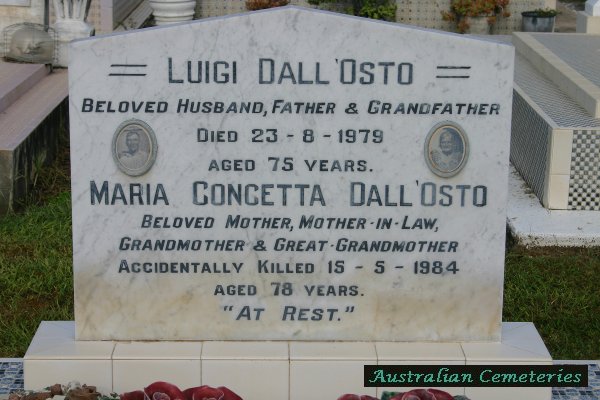 = LUIGI DALL'OSTO =
BELOVED HUSBAND, FATHER & GRANDFATHER
DIED 23-8-1979
AGED 75 YEARS.
MARIA CONCETTA DALL'OSTO
BELOVED MOTHER, MOTHER-IN-LAW,
GRANDMOTHER & GREAT-GRANDMOTHER
ACCIDENTALLY KILLED 15-5-1984
AGED 78 YEARS.
"AT REST."
Australian Cemeteries